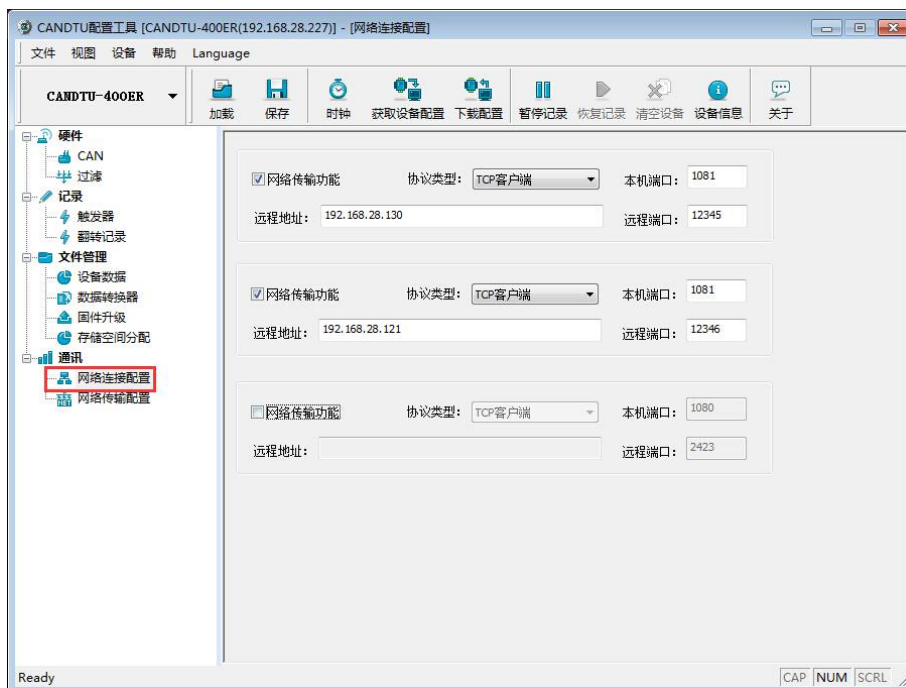 CANDTU配置工具 [CANDTU-400ER(192.168.28.227)] - [网络连接配置]
文件 视图 设备 帮助 Language
CANDTU-400ER 加载 保存 时钟 获取设备配置 下载配置 暂停记录 恢复记录 清空设备 设备信息 关于
硬件
CAN
过滤
记录
触发器
翻转记录
文件管理
设备数据
数据转换器
固件升级
存储空间分配
通讯
网络连接配置
网络传输配置
网络传输功能 协议类型: TCP客户端 本机端口: 1081
远程地址: 192.168.28.130 远程端口: 12345
网络传输功能 协议类型: TCP客户端 本机端口: 1081
远程地址: 192.168.28.121 远程端口: 12346
网络传输功能 协议类型: TCP客户端 本机端口: 1080
远程地址: 远程端口: 2423
Ready CAP NUM SCRL